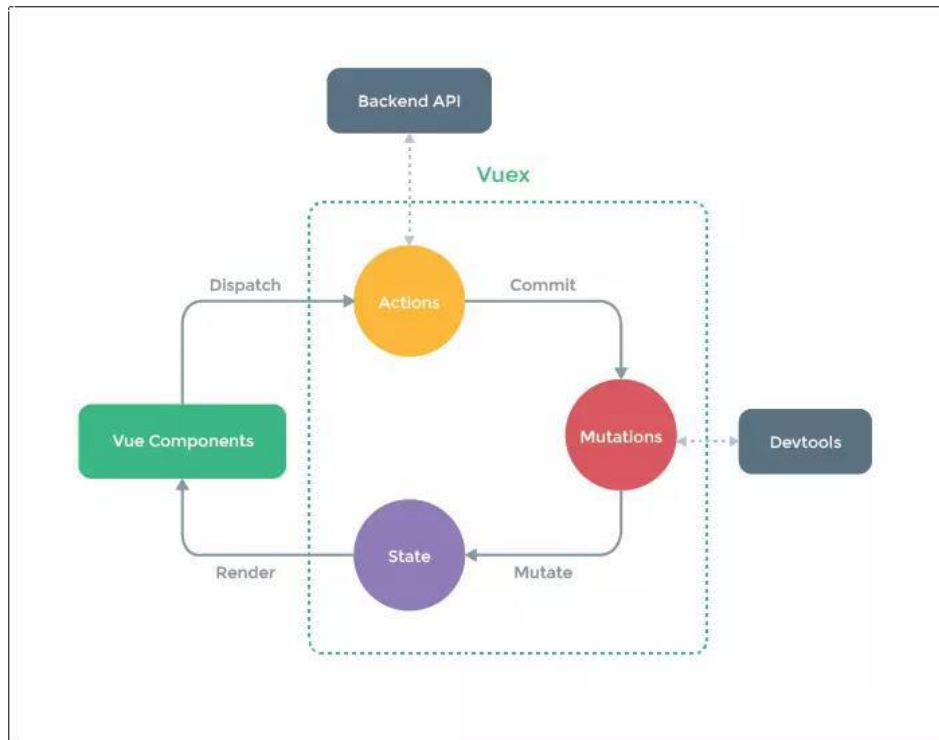 Backend API
Vuex
Dispatch
Actions
Commit
Vue Components
Mutations
Devtools
Render
State
Mutate